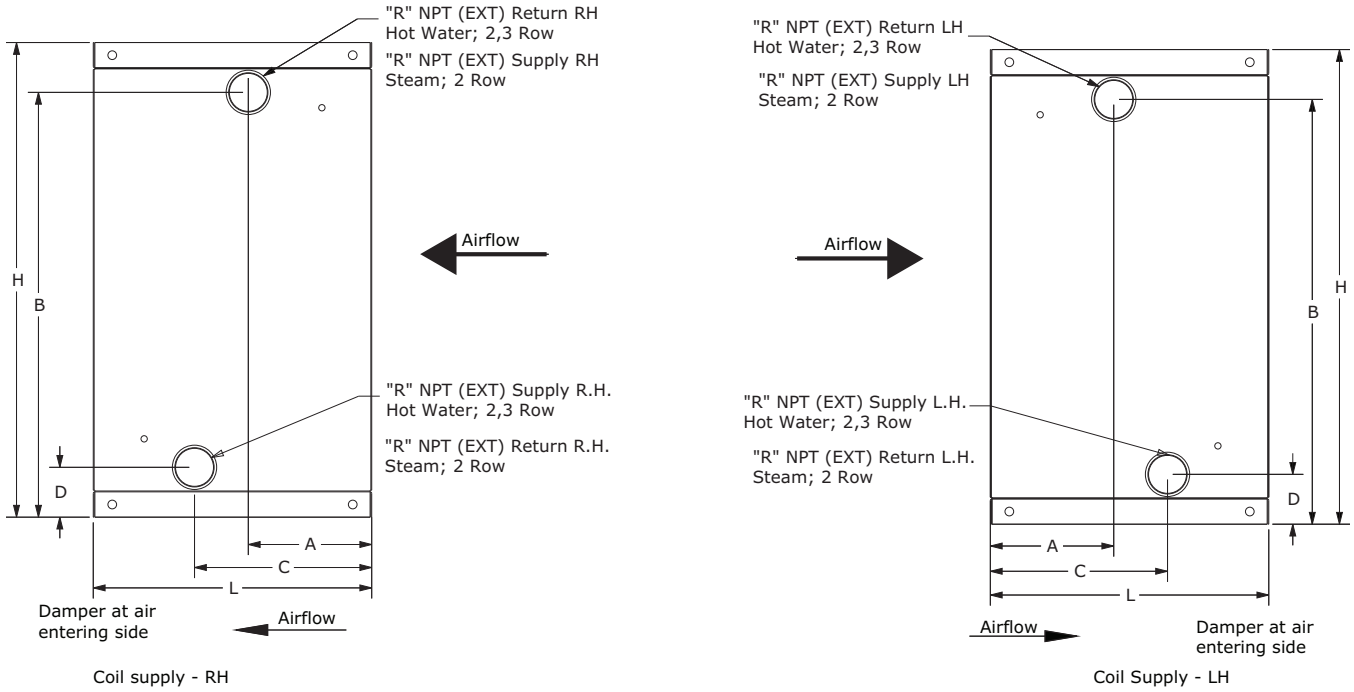 "R" NPT (EXT) Return RH
Hot Water; 2,3 Row
"R" NPT (EXT) Supply RH
Steam; 2 Row
H
B
Airflow
"R" NPT (EXT) Supply R.H.
Hot Water; 2,3 Row
"R" NPT (EXT) Return R.H.
Steam; 2 Row
D
A
C
L
Damper at air
entering side
Airflow
Coil supply - RH
"R" NPT (EXT) Return LH
Hot Water; 2,3 Row
"R" NPT (EXT) Supply LH
Steam; 2 Row
Airflow
H
B
"R" NPT (EXT) Supply L.H.
Hot Water; 2,3 Row
"R" NPT (EXT) Return L.H.
Steam; 2 Row
D
A
C
L
Airflow
Damper at air
entering side
Coil Supply - LH